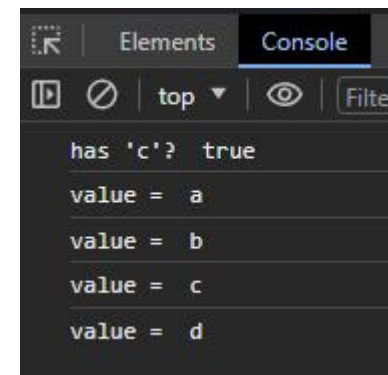 Elements Console
top Filte
has 'c'? true
value = a
value = b
value = c
value = d